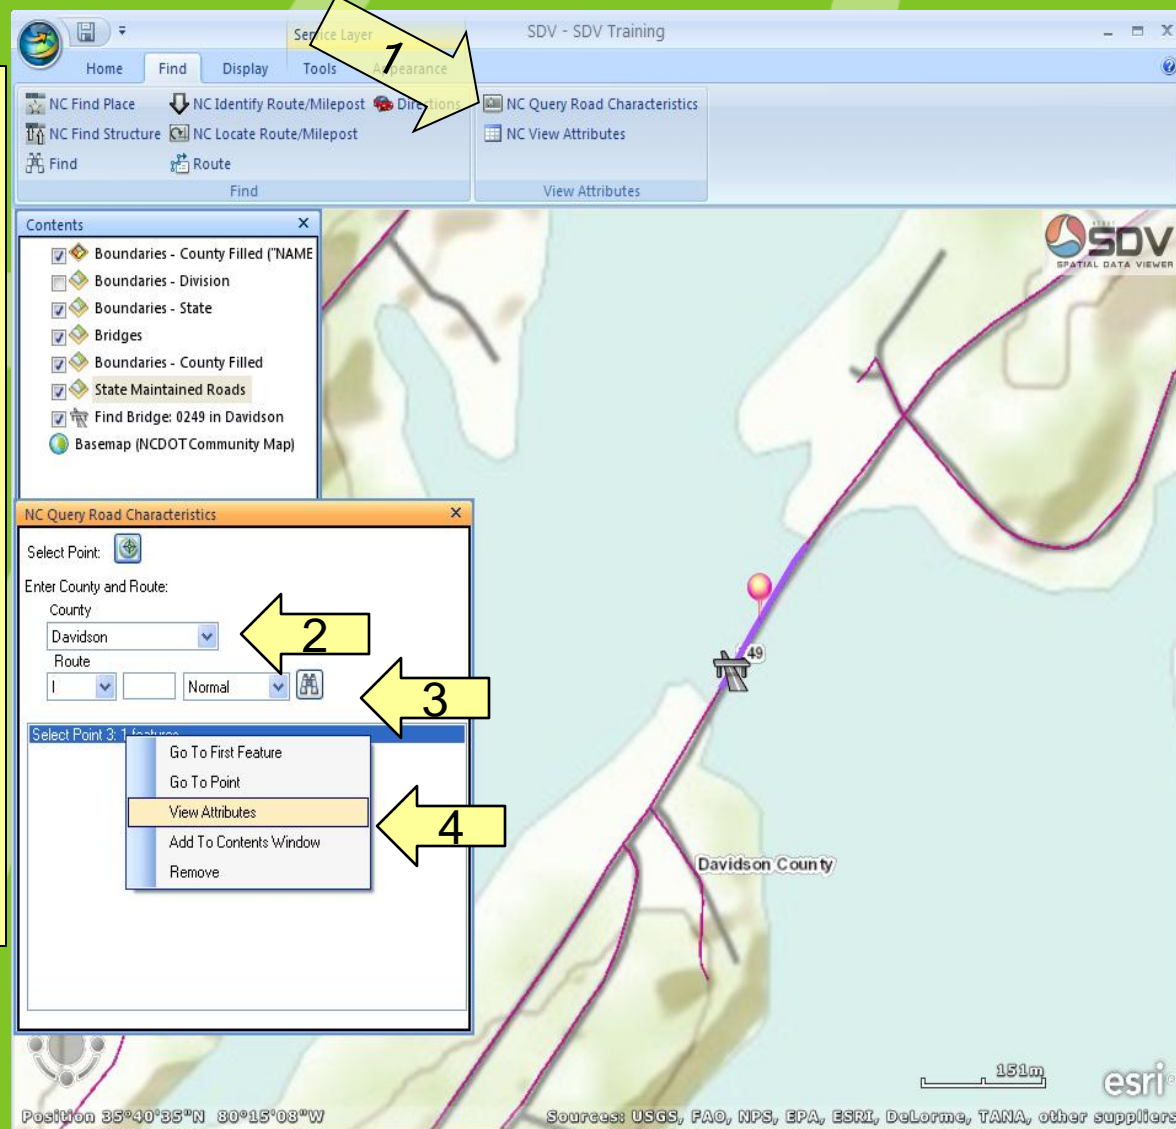 SDV - SDV Training
Service Layer
Home Find Display Tools Appearance
NC Find Place
NC Identify Route/Milepost
Directions
NC Find Structure
NC Locate Route/Milepost
Find
Route
Find
NC Query Road Characteristics
NC View Attributes
View Attributes
1
Contents
Boundaries - County Filled ("NAME
Boundaries - Division
Boundaries - State
Bridges
Boundaries - County Filled
State Maintained Roads
Find Bridge: 0249 in Davidson
Basemap (NCDOT Community Map)
SDV
SPATIAL DATA VIEWER
NC Query Road Characteristics
Select Point:
Enter County and Route:
County
Davidson
2
Route
I
Normal
3
Select Point 3: 1 features
Go To First Feature
Go To Point
View Attributes
4
Add To Contents Window
Remove
49
Davidson County
151m
esri
Position 35°40'35"N 80°15'08"W
Sources: USGS, FAO, NPS, EPA, ESRI, DeLorme, TANA, other suppliers